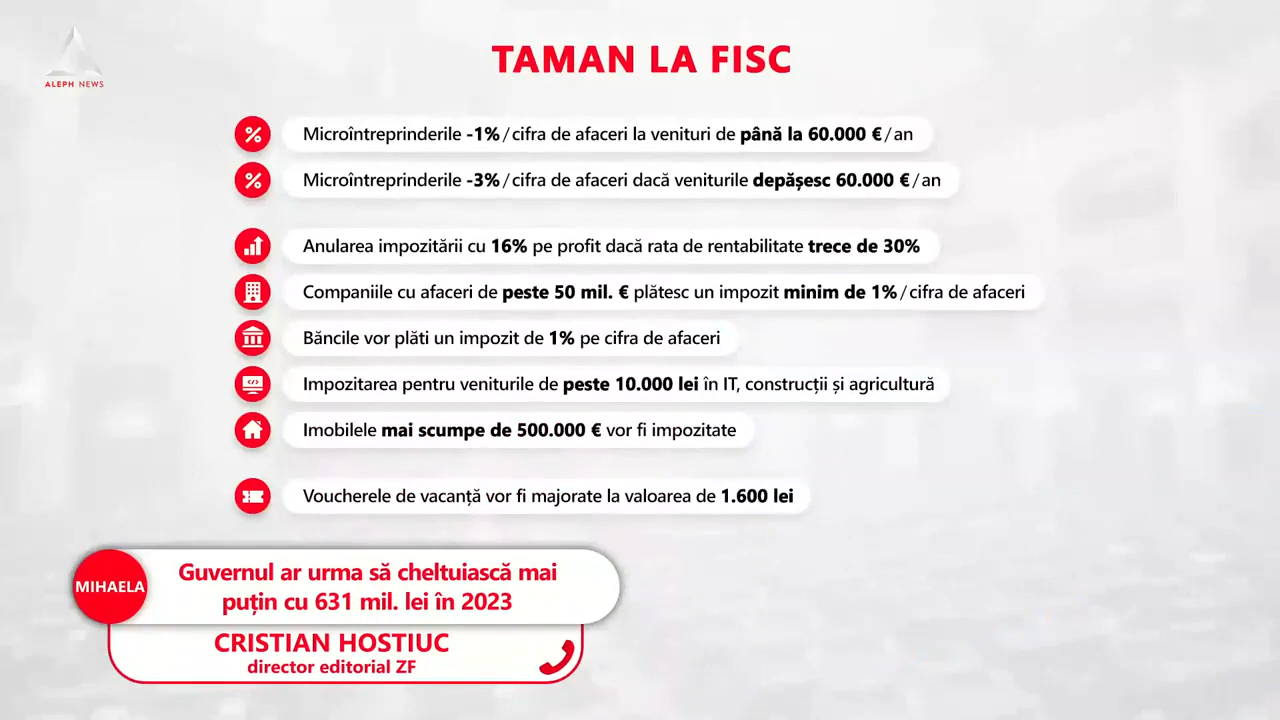 ALEPH NEWS
TAMAN LA FISC
Microîntreprinderile -1%/cifra de afaceri la venituri de până la 60.000 €/an
Microîntreprinderile -3%/cifra de afaceri dacă veniturile depășesc 60.000 €/an
Anularea impozitării cu 16% pe profit dacă rata de rentabilitate trece de 30%
Companiile cu afaceri de peste 50 mil. € plătesc un impozit minim de 1%/cifra de afaceri
Băncile vor plăti un impozit de 1% pe cifra de afaceri
Impozitarea pentru veniturile de peste 10.000 lei în IT, construcții și agricultură
Imobilele mai scumpe de 500.000 € vor fi impozitate
Voucherele de vacanță vor fi majorate la valoarea de 1.600 lei
MIHAELA
Guvernul ar urma să cheltuiască mai
puțin cu 631 mil. lei în 2023
CRISTIAN HOSTIUC
director editorial ZF